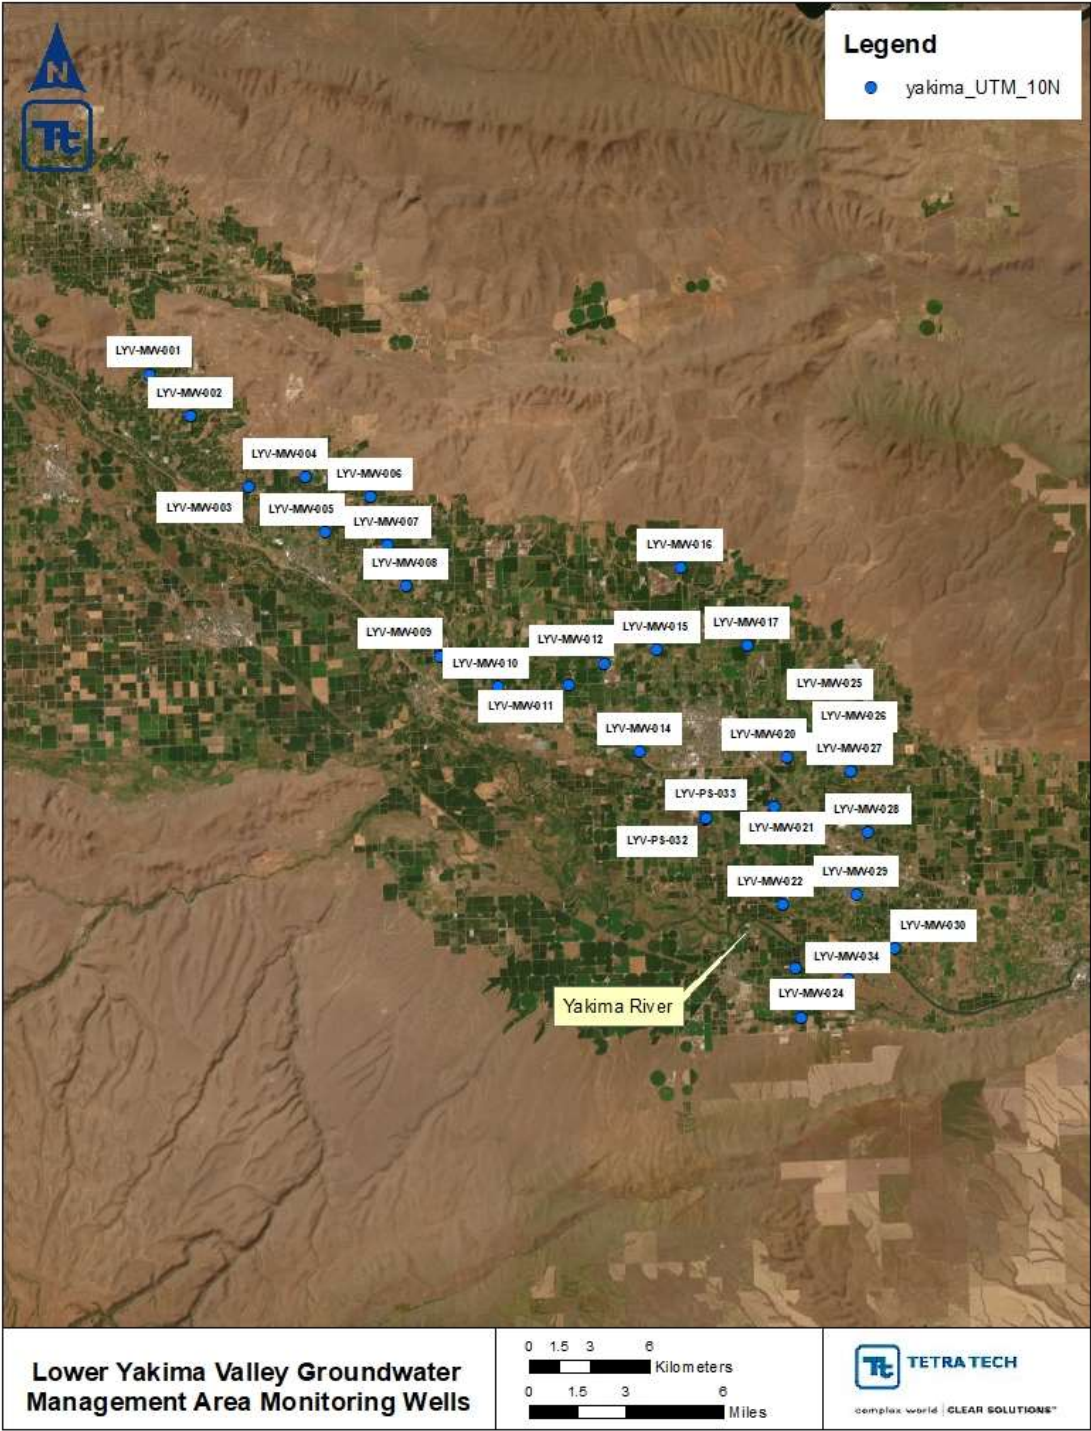 N
Tt
Legend
yakima_UTM_10N
LYV-MW-001
LYV-MW-002
LYV-MW-004
LYV-MW-006
LYV-MW-003
LYV-MW-005
LYV-MW-007
LYV-MW-008
LYV-MW-016
LYV-MW-009
LYV-MW-012
LYV-MW-015
LYV-MW-017
LYV-MW-010
LYV-MW-011
LYV-MW-025
LYV-MW-026
LYV-MW-014
LYV-MW-020
LYV-MW-027
LYV-PS-033
LYV-MW-028
LYV-MW-021
LYV-PS-032
LYV-MW-029
LYV-MW-022
LYV-MW-030
LYV-MW-034
LYV-MW-024
Yakima River
Lower Yakima Valley Groundwater
Management Area Monitoring Wells
0 1.5 3 6
Kilometers
0 1.5 3 6
Miles
Tt TETRA TECH
complex world | CLEAR SOLUTIONS™